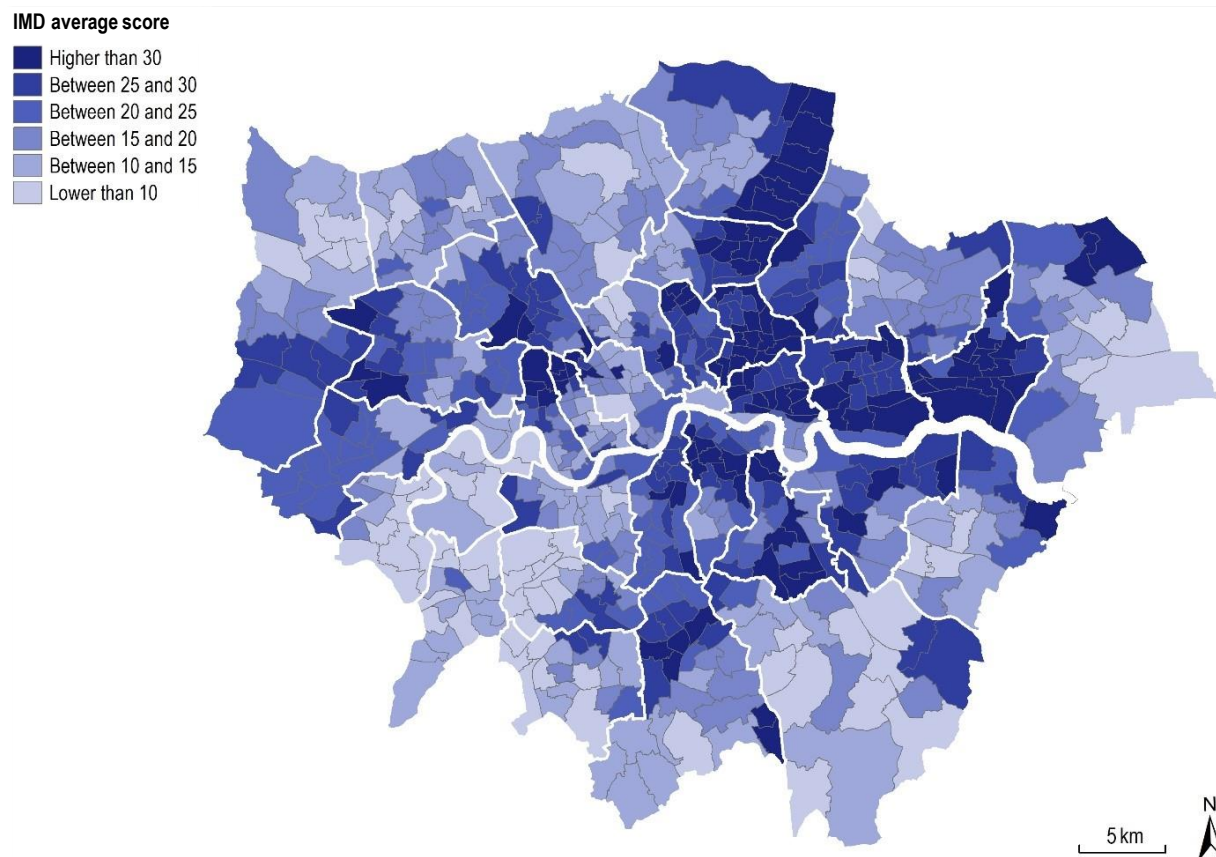 IMD average score
Higher than 30
Between 25 and 30
Between 20 and 25
Between 15 and 20
Between 10 and 15
Lower than 10
N
5 km